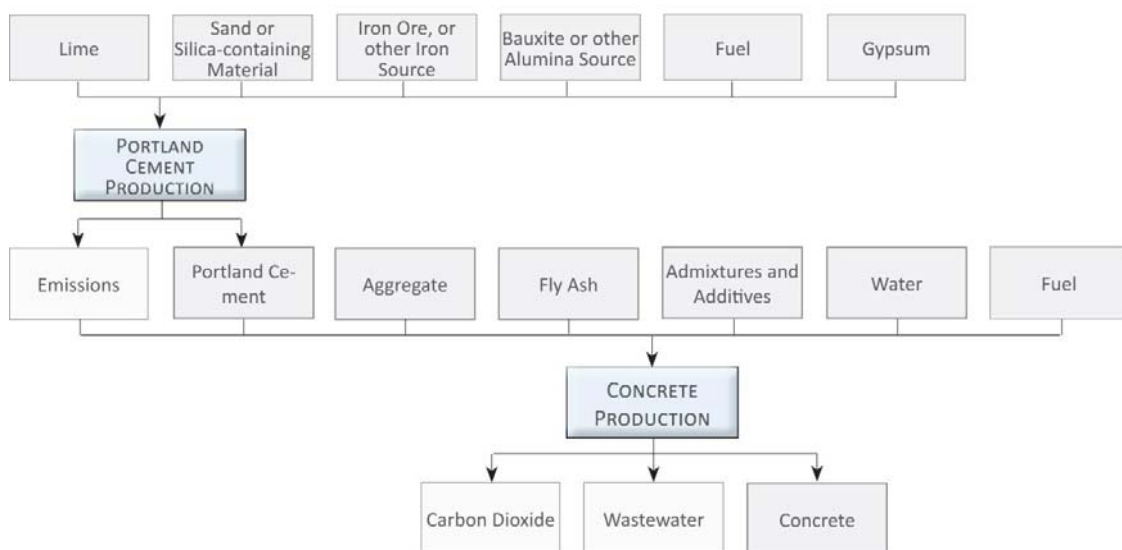 Lime
Sand or
Silica-containing
Material
Iron Ore, or
other Iron
Source
Bauxite or other
Alumina Source
Fuel
Gypsum
PORTLAND
CEMENT
PRODUCTION
Emissions
Portland Ce-
ment
Aggregate
Fly Ash
Admixtures and
Additives
Water
Fuel
CONCRETE
PRODUCTION
Carbon Dioxide
Wastewater
Concrete